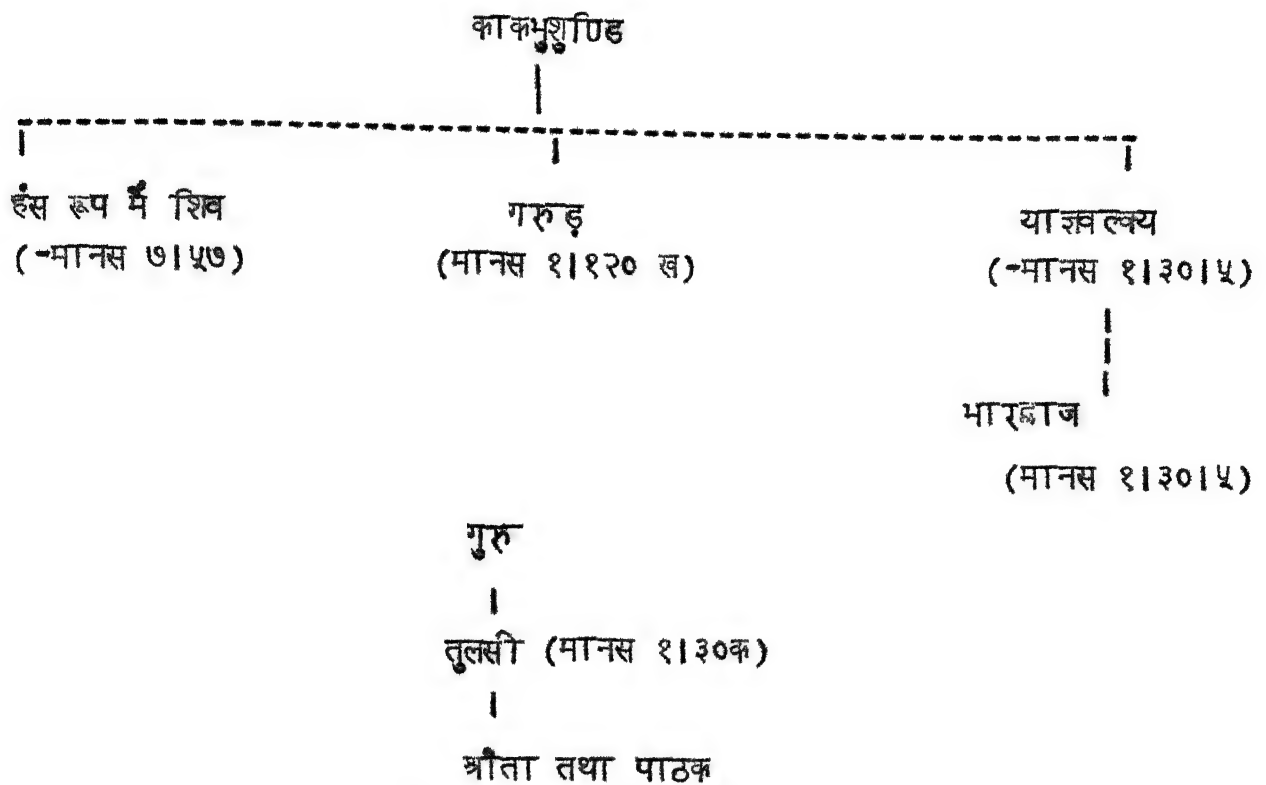 काकभुशुण्डि
हंस रूप में शिव गरुड़ याज्ञवल्क्य
(-मानस ७।५७) (मानस १।१२० ख) (-मानस १।३०।५)
भारद्वाज
(मानस १।३०।५)
गुरु
तुलसी (मानस १।३०क)
श्रोता तथा पाठक